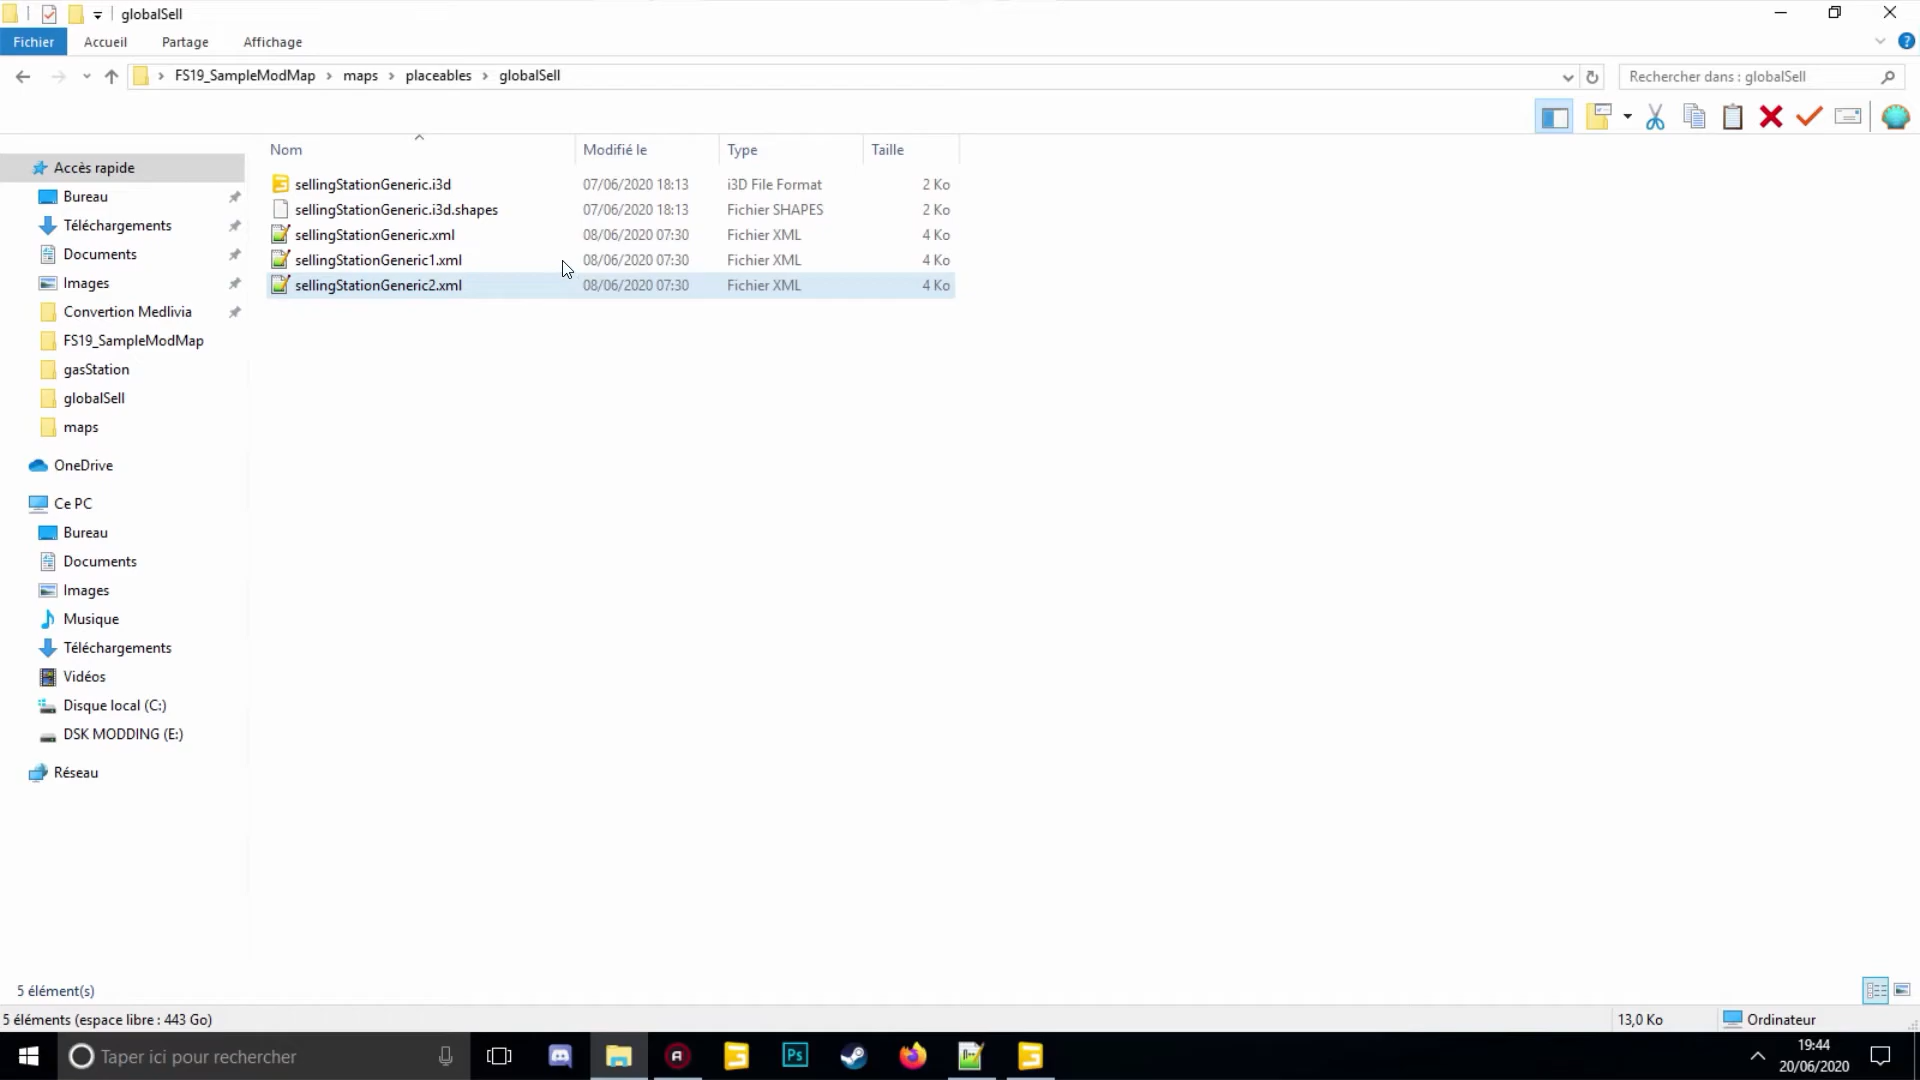 globalSell
Fichier Accueil Partage Affichage
FS19_SampleModMap > maps > placeables > globalSell
Rechercher dans : globalSell
Nom Modifié le Type Taille
sellingStationGeneric.i3d 07/06/2020 18:13 i3D File Format 2 Ko
sellingStationGeneric.i3d.shapes 07/06/2020 18:13 Fichier SHAPES 2 Ko
sellingStationGeneric.xml 08/06/2020 07:30 Fichier XML 4 Ko
sellingStationGeneric1.xml 08/06/2020 07:30 Fichier XML 4 Ko
sellingStationGeneric2.xml 08/06/2020 07:30 Fichier XML 4 Ko
Accès rapide
Bureau
Téléchargements
Documents
Images
Convertion Medlivia
FS19_SampleModMap
gasStation
globalSell
maps
OneDrive
Ce PC
Bureau
Documents
Images
Musique
Téléchargements
Vidéos
Disque local (C:)
DSK MODDING (E:)
Réseau
5 élément(s)
5 éléments (espace libre : 443 Go) 13,0 Ko Ordinateur
Taper ici pour rechercher
Ps
19:44
20/06/2020